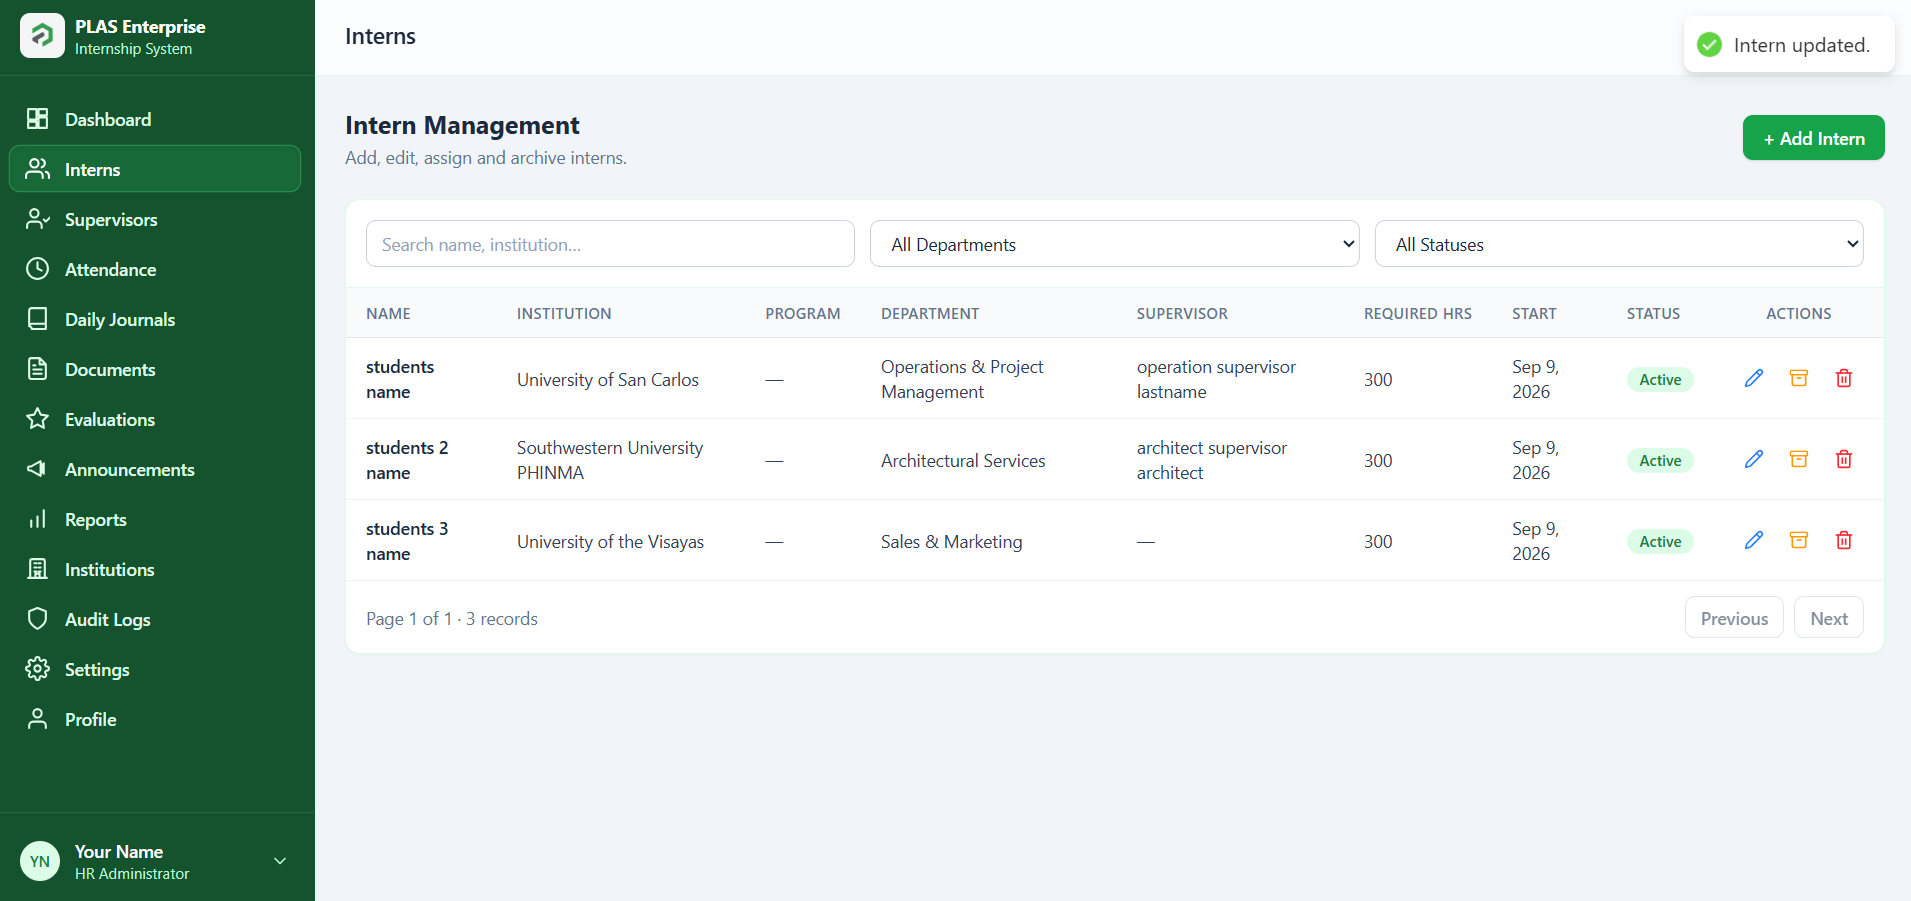 PLAS Enterprise
Internship System
Dashboard
Interns
Supervisors
Attendance
Daily Journals
Documents
Evaluations
Announcements
Reports
Institutions
Audit Logs
Settings
Profile
YN
Your Name
HR Administrator
Interns
Intern updated.
Intern Management
Add, edit, assign and archive interns.
+ Add Intern
Search name, institution...
All Departments
All Statuses
NAME INSTITUTION PROGRAM DEPARTMENT SUPERVISOR REQUIRED HRS START STATUS ACTIONS
students Operations & Project operation supervisor Sep 9,
University of San Carlos — 300 Active
name Management lastname 2026
students 2 Southwestern University architect supervisor Sep 9,
— Architectural Services 300 Active
name PHINMA architect 2026
students 3 Sep 9,
University of the Visayas — Sales & Marketing — 300 Active
name 2026
Page 1 of 1 · 3 records
Previous
Next